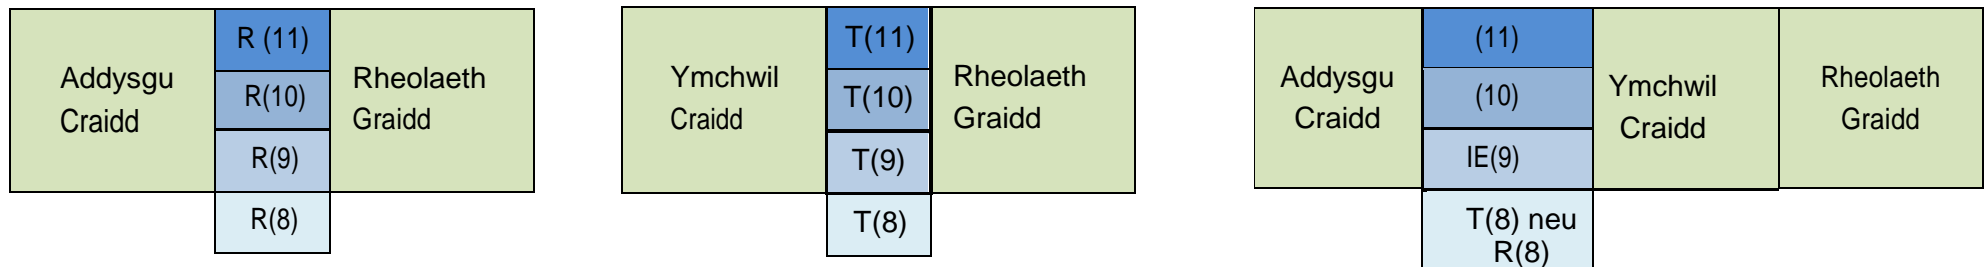 Addysgu
Craidd
R (11)
R(10)
R(9)
R(8)
Rheolaeth
Graidd
Ymchwil
Craidd
T(11)
T(10)
T(9)
T(8)
Rheolaeth
Graidd
Addysgu
Craidd
(11)
(10)
IE(9)
T(8) neu
R(8)
Ymchwil
Craidd
Rheolaeth
Graidd